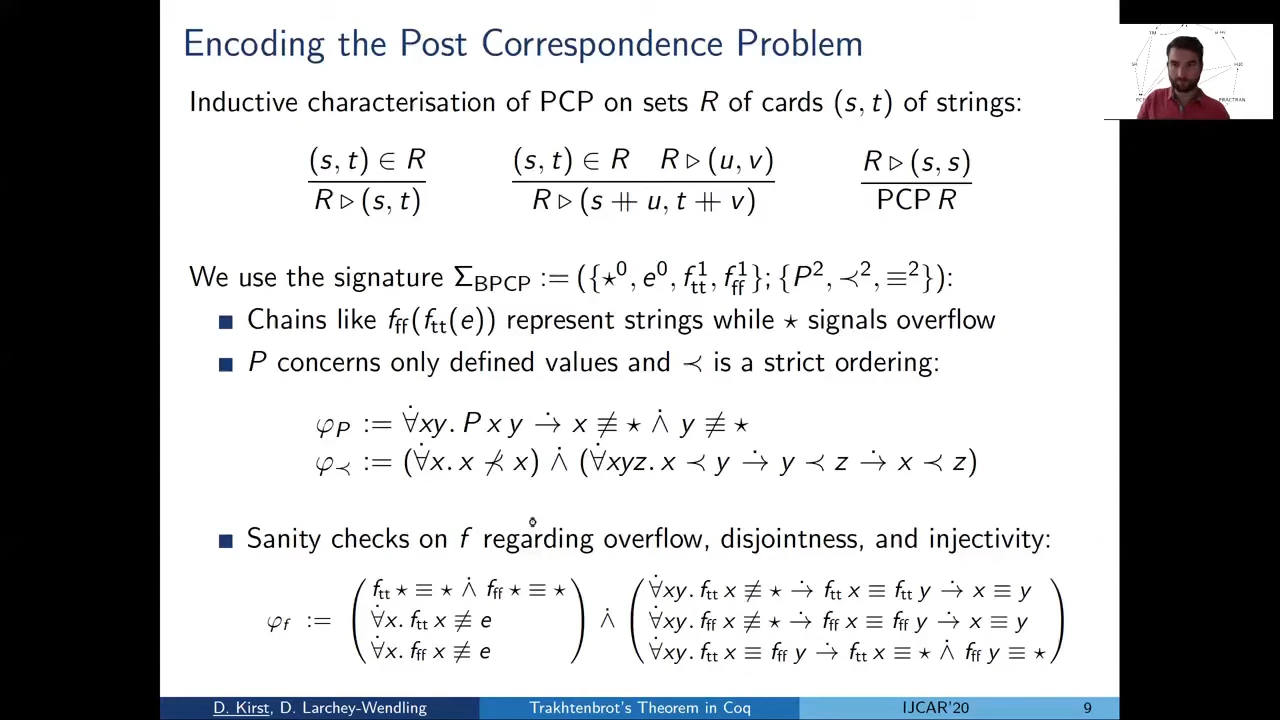 Encoding the Post Correspondence Problem
Inductive characterisation of PCP on sets R of cards (s, t) of strings:
(s, t) ∈ R
R ▷ (s, t)
(s, t) ∈ R R ▷ (u, v)
R ▷ (s ⧺ u, t ⧺ v)
R ▷ (s, s)
PCP R
We use the signature Σ_BPCP := ({⋆⁰, e⁰, f¹_tt, f¹_ff}; {P², ≺², ≡²}):
■ Chains like f_ff(f_tt(e)) represent strings while ⋆ signals overflow
■ P concerns only defined values and ≺ is a strict ordering:
φ_P := ∀̇xy. P x y →̇ x ≢ ⋆ ∧̇ y ≢ ⋆
φ_≺ := (∀̇x. x ⊀ x) ∧̇ (∀̇xyz. x ≺ y →̇ y ≺ z →̇ x ≺ z)
■ Sanity checks on f regarding overflow, disjointness, and injectivity:
φ_f := ( f_tt ⋆ ≡ ⋆ ∧̇ f_ff ⋆ ≡ ⋆
∀̇x. f_tt x ≢ e
∀̇x. f_ff x ≢ e ) ∧̇
( ∀̇xy. f_tt x ≢ ⋆ →̇ f_tt x ≡ f_tt y →̇ x ≡ y
∀̇xy. f_ff x ≢ ⋆ →̇ f_ff x ≡ f_ff y →̇ x ≡ y
∀̇xy. f_tt x ≡ f_ff y →̇ f_tt x ≡ ⋆ ∧̇ f_ff y ≡ ⋆ )
D. Kirst, D. Larchey-Wendling
Trakhtenbrot's Theorem in Coq
IJCAR'20
9
TM
FRACTRAN